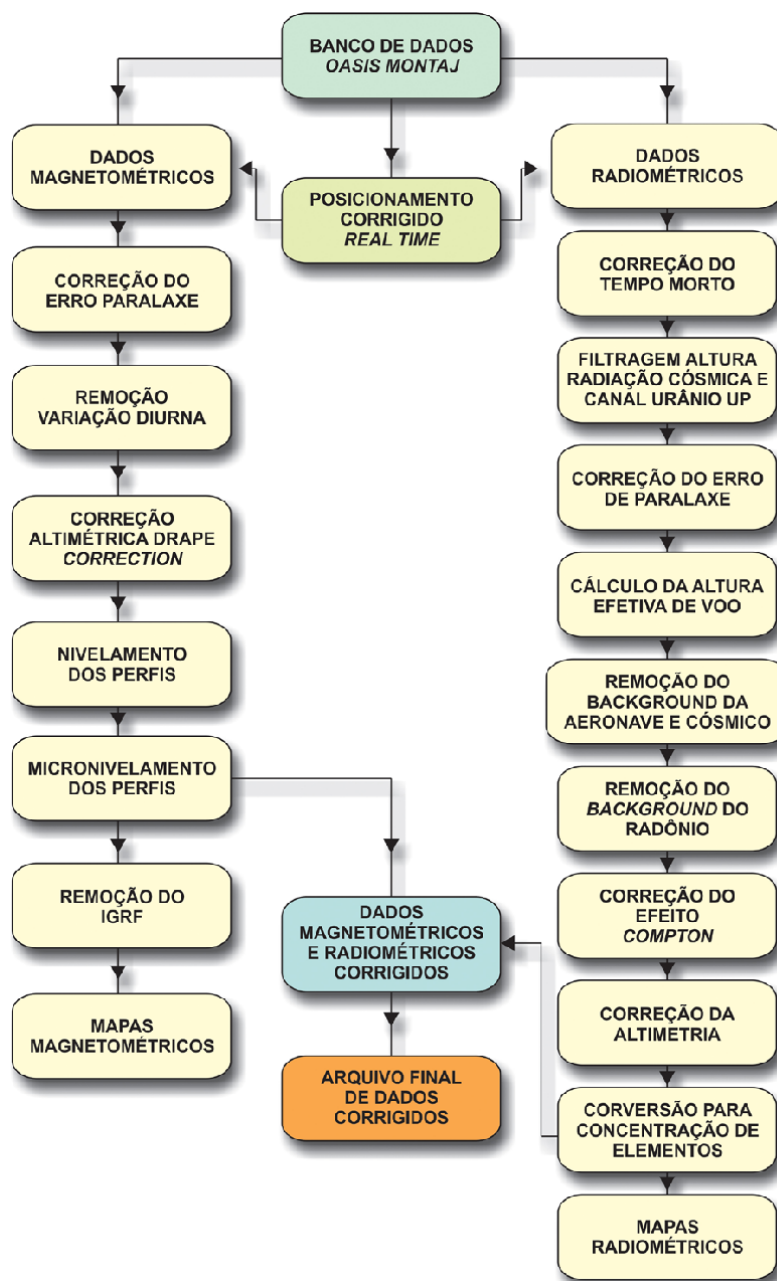 BANCO DE DADOS
OASIS MONTAJ
DADOS
MAGNETOMÉTRICOS
POSICIONAMENTO
CORRIGIDO
REAL TIME
DADOS
RADIOMÉTRICOS
CORREÇÃO DO
ERRO PARALAXE
REMOÇÃO
VARIAÇÃO DIURNA
CORREÇÃO
ALTIMÉTRICA DRAPE
CORRECTION
NIVELAMENTO
DOS PERFIS
MICRONIVELAMENTO
DOS PERFIS
REMOÇÃO DO
IGRF
MAPAS
MAGNETOMÉTRICOS
CORREÇÃO DO
TEMPO MORTO
FILTRAGEM ALTURA
RADIAÇÃO CÓSMICA E
CANAL URÂNIO UP
CORREÇÃO DO ERRO
DE PARALAXE
CÁLCULO DA ALTURA
EFETIVA DE VOO
REMOÇÃO DO
BACKGROUND DA
AERONAVE E CÓSMICO
REMOÇÃO DO
BACKGROUND DO
RADÔNIO
CORREÇÃO DO
EFEITO
COMPTON
CORREÇÃO DA
ALTIMETRIA
CORVERSÃO PARA
CONCENTRAÇÃO DE
ELEMENTOS
MAPAS
RADIOMÉTRICOS
DADOS
MAGNETOMÉTRICOS
E RADIOMÉTRICOS
CORRIGIDOS
ARQUIVO FINAL
DE DADOS
CORRIGIDOS